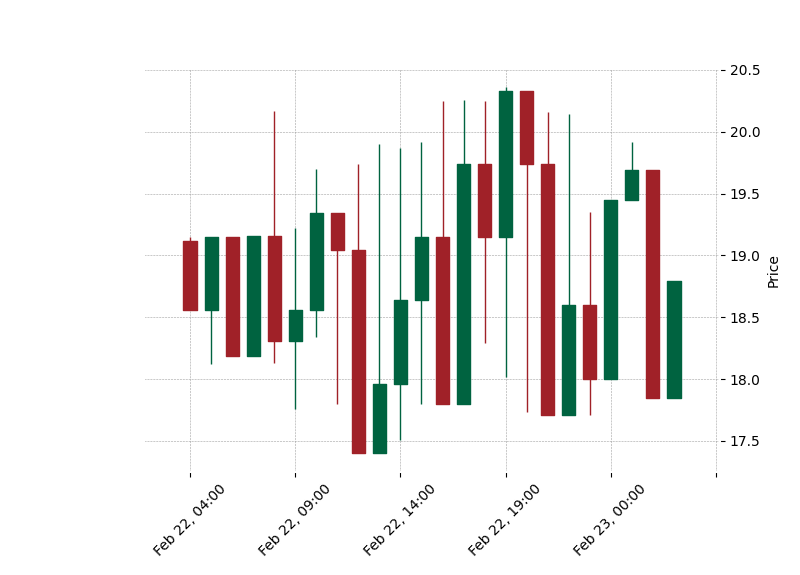 20.5
20.0
19.5
19.0
18.5
18.0
17.5
Price
Feb 22, 04:00
Feb 22, 09:00
Feb 22, 14:00
Feb 22, 19:00
Feb 23, 00:00